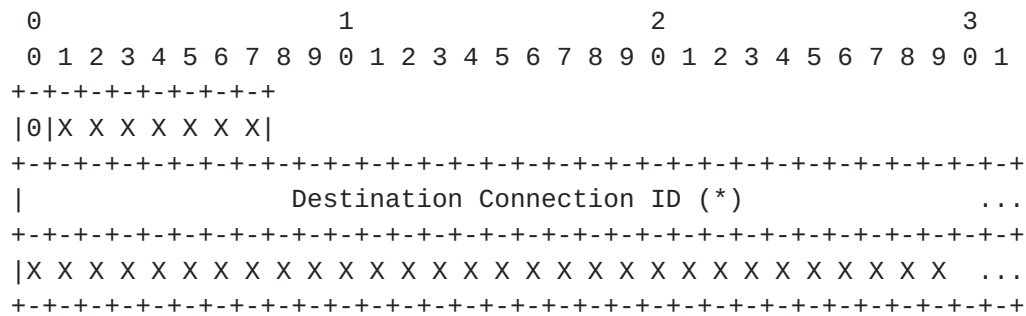 0                   1                   2                   3
 0 1 2 3 4 5 6 7 8 9 0 1 2 3 4 5 6 7 8 9 0 1 2 3 4 5 6 7 8 9 0 1
+-+-+-+-+-+-+-+-+
|0|X X X X X X X|
+-+-+-+-+-+-+-+-+-+-+-+-+-+-+-+-+-+-+-+-+-+-+-+-+-+-+-+-+-+-+-+-+
|                 Destination Connection ID (*)               ...
+-+-+-+-+-+-+-+-+-+-+-+-+-+-+-+-+-+-+-+-+-+-+-+-+-+-+-+-+-+-+-+-+
|X X X X X X X X X X X X X X X X X X X X X X X X X X X X X X  ...
+-+-+-+-+-+-+-+-+-+-+-+-+-+-+-+-+-+-+-+-+-+-+-+-+-+-+-+-+-+-+-+-+